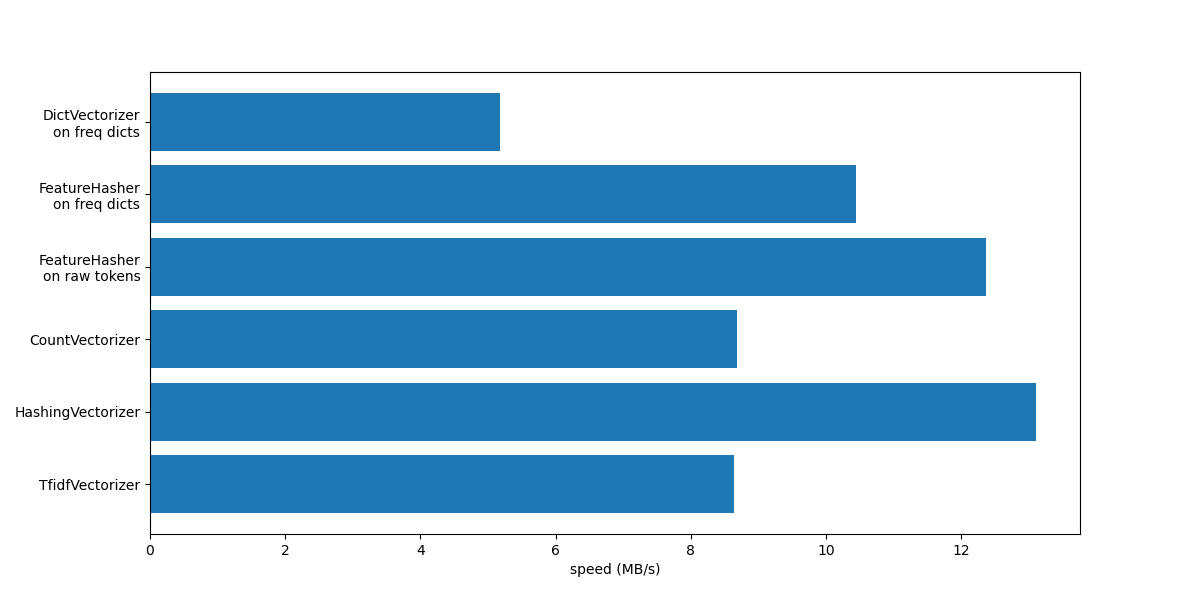 DictVectorizer
on freq dicts
FeatureHasher
on freq dicts
FeatureHasher
on raw tokens
CountVectorizer
HashingVectorizer
TfidfVectorizer
0 2 4 6 8 10 12
speed (MB/s)